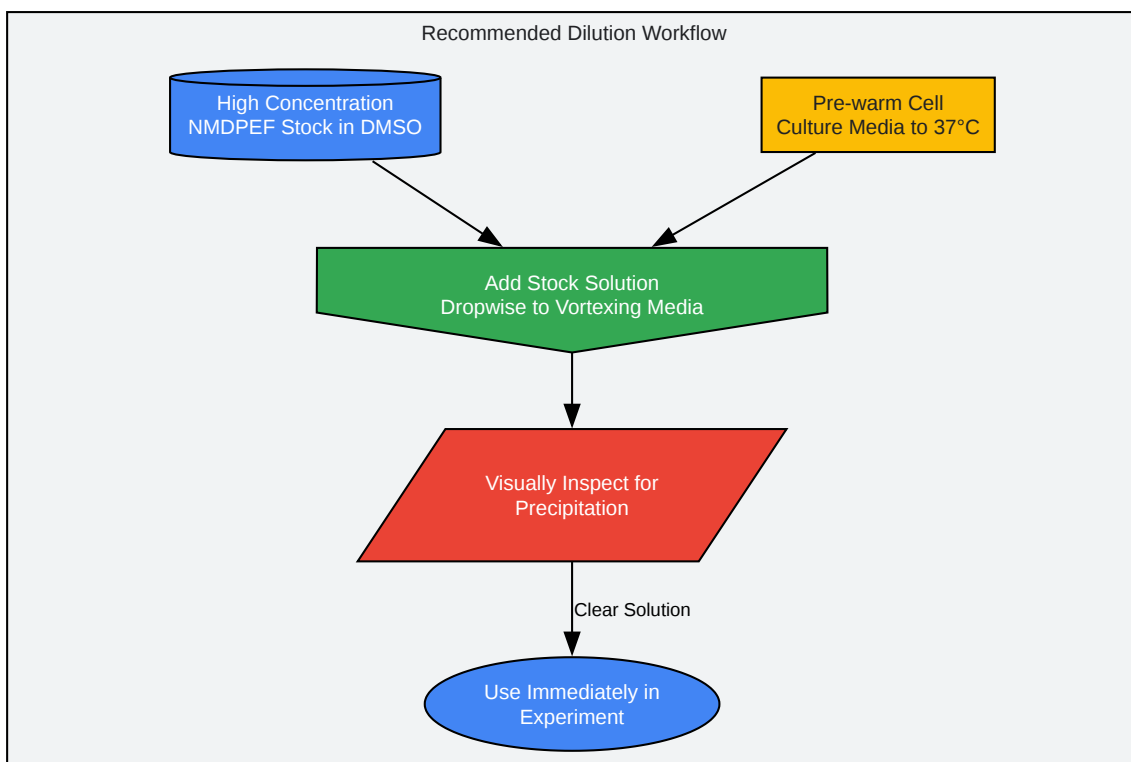 Recommended Dilution Workflow
High Concentration
NMDPEF Stock in DMSO
Pre-warm Cell
Culture Media to 37°C
Add Stock Solution
Dropwise to Vortexing Media
Visually Inspect for
Precipitation
Clear Solution
Use Immediately in
Experiment